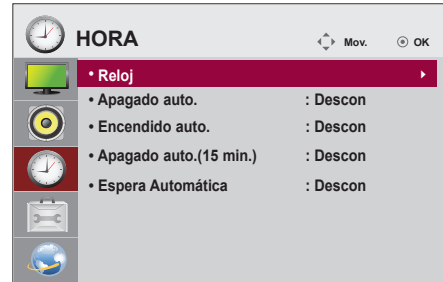 HORA
Mov.
OK
• Reloj
• Apagado auto. : Descon
• Encendido auto. : Descon
• Apagado auto.(15 min.) : Descon
• Espera Automática : Descon